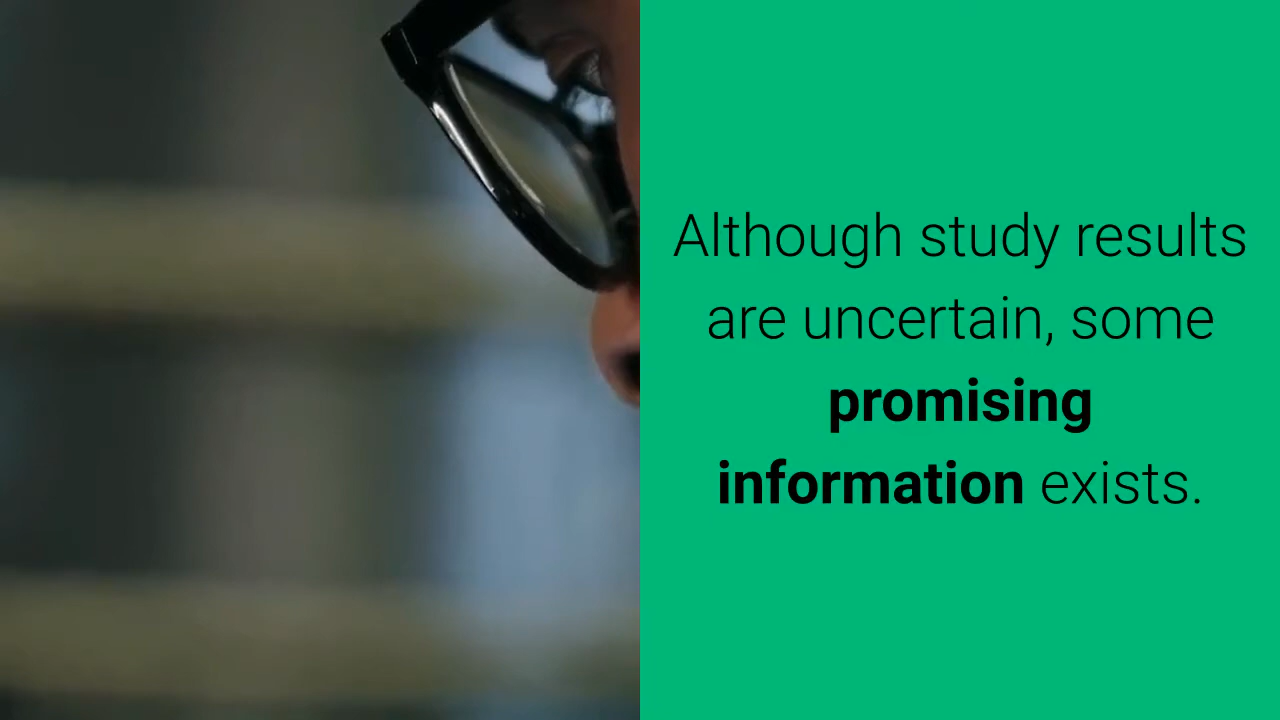 Although study results
are uncertain, some
promising
information exists.